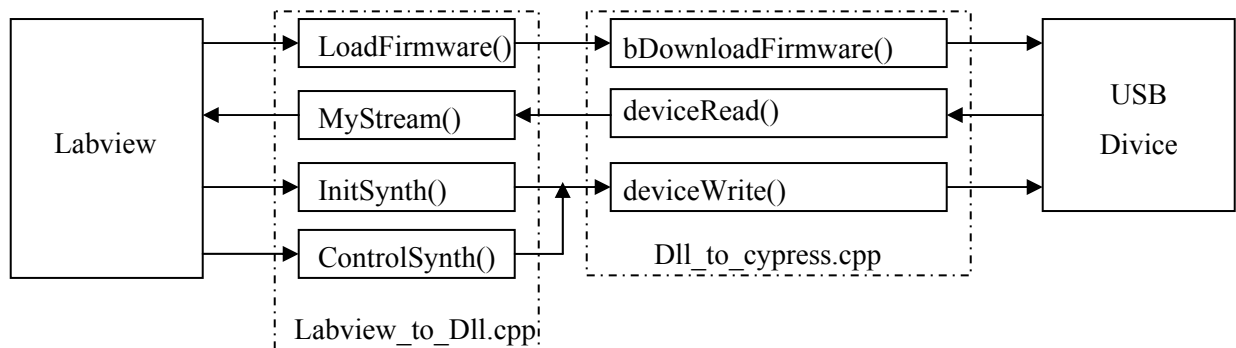 LoadFirmware()
bDownloadFirmware()
MyStream()
deviceRead()
USB
Divice
Labview
InitSynth()
deviceWrite()
ControlSynth()
Dll_to_cypress.cpp
Labview_to_Dll.cpp